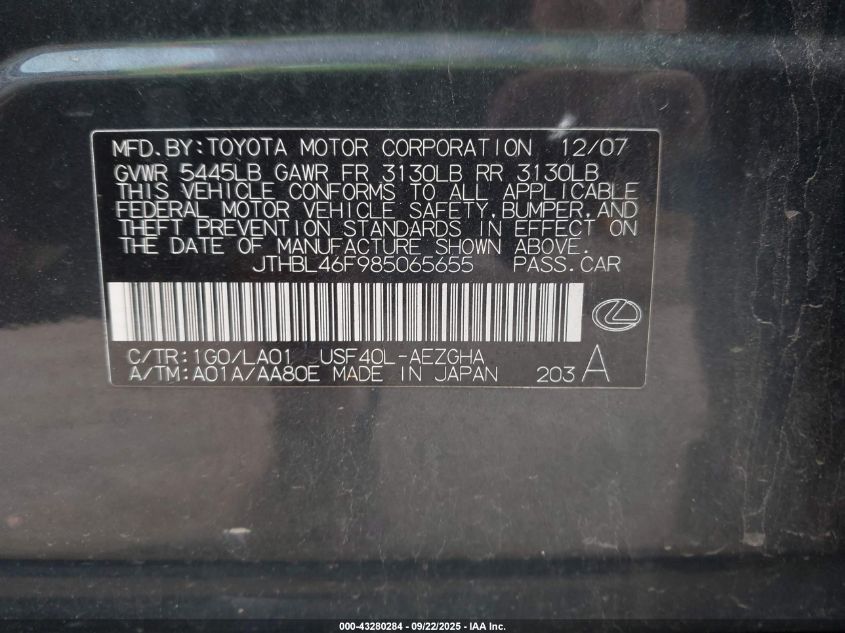 MFD.BY:TOYOTA MOTOR CORPORATION 12/07
GVWR 5445LB GAWR FR 3130LB RR 3130LB
THIS VEHICLE CONFORMS TO ALL APPLICABLE
FEDERAL MOTOR VEHICLE SAFETY,BUMPER,AND
THEFT PREVENTION STANDARDS IN EFFECT ON
THE DATE OF MANUFACTURE SHOWN ABOVE.
JTHBL46F985065655 PASS.CAR
C/TR:1G0/LA01 USF40L-AEZGHA
A/TM:A01A/AA80E MADE IN JAPAN 203 A
000-43280284 - 09/22/2025 - IAA Inc.